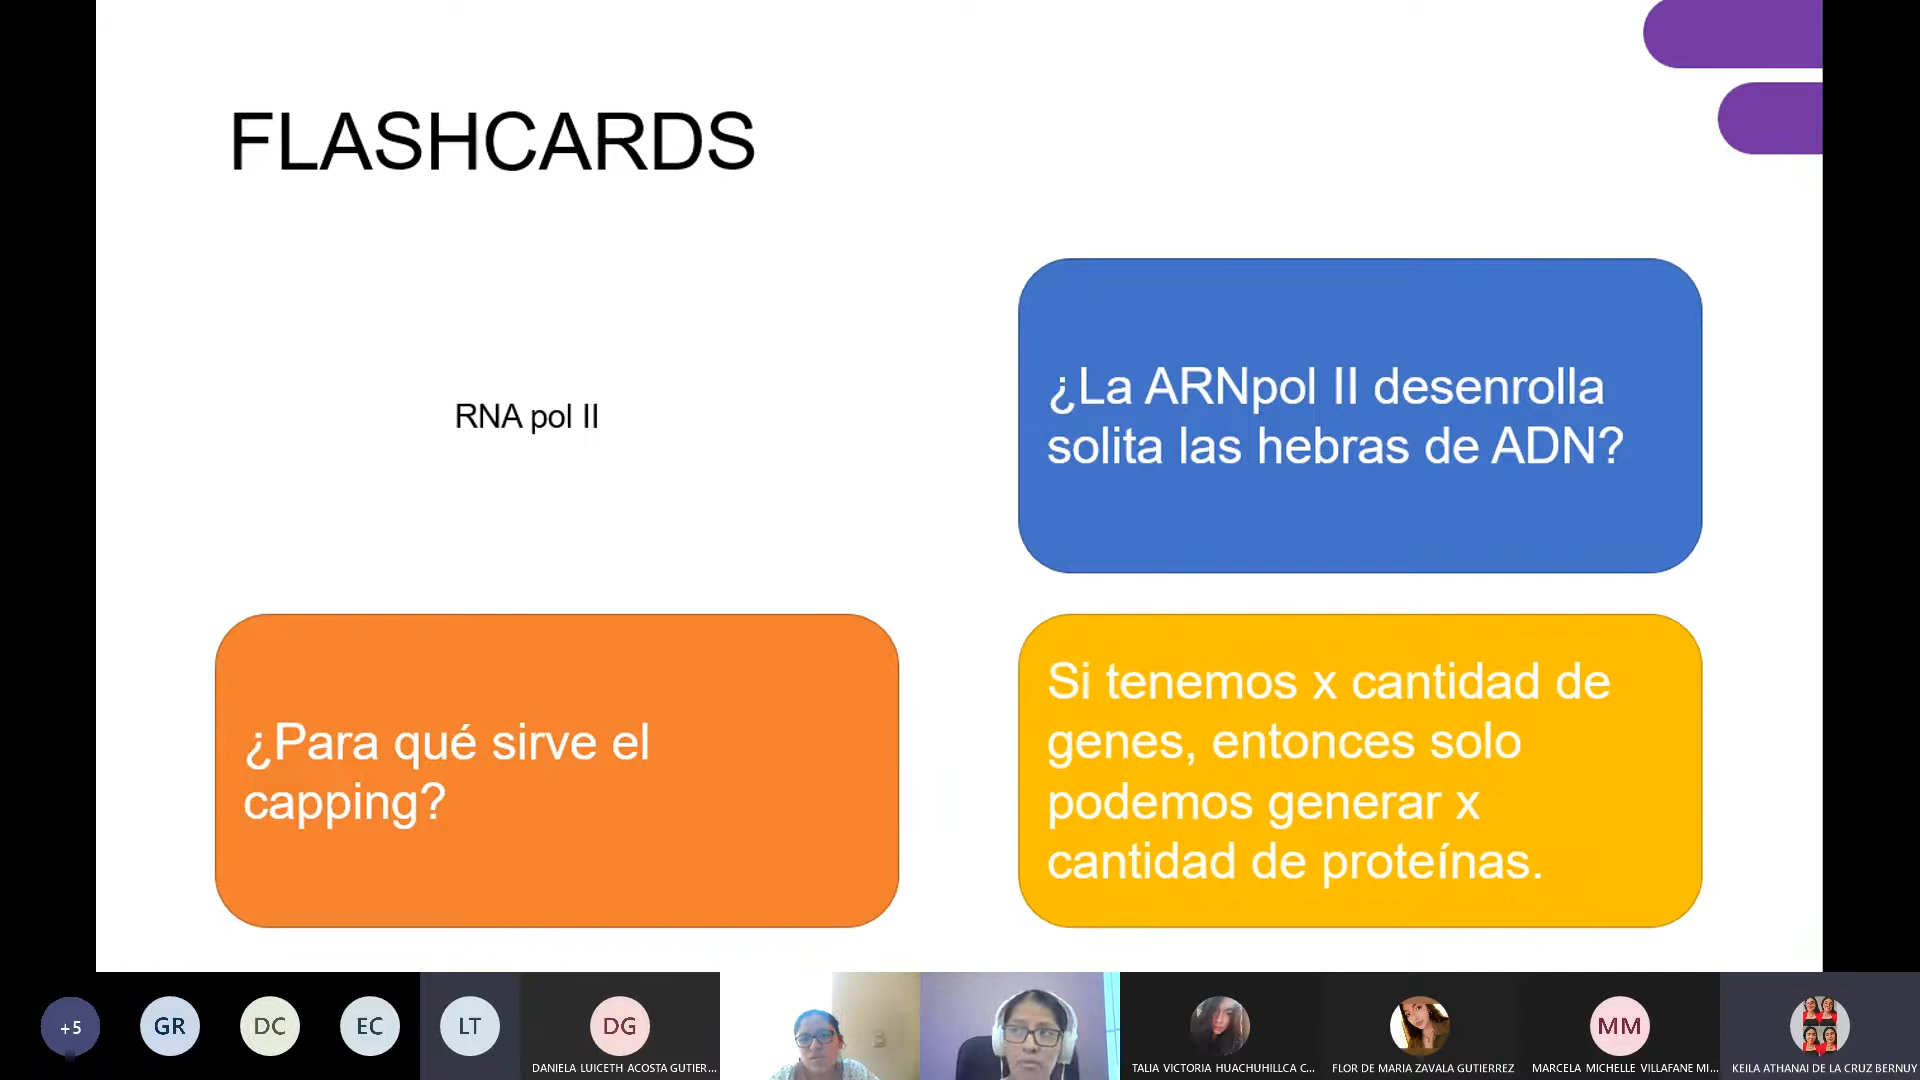 FLASHCARDS
RNA pol II
¿La ARNpol II desenrolla
solita las hebras de ADN?
¿Para qué sirve el
capping?
Si tenemos x cantidad de
genes, entonces solo
podemos generar x
cantidad de proteínas.
+5
GR
DC
EC
LT
DG
DANIELA LUICETH ACOSTA GUTIER...
TALIA VICTORIA HUACHUHILLCA C...
FLOR DE MARIA ZAVALA GUTIERREZ
MM
MARCELA MICHELLE VILLAFANE MI...
KEILA ATHANAI DE LA CRUZ BERNUY